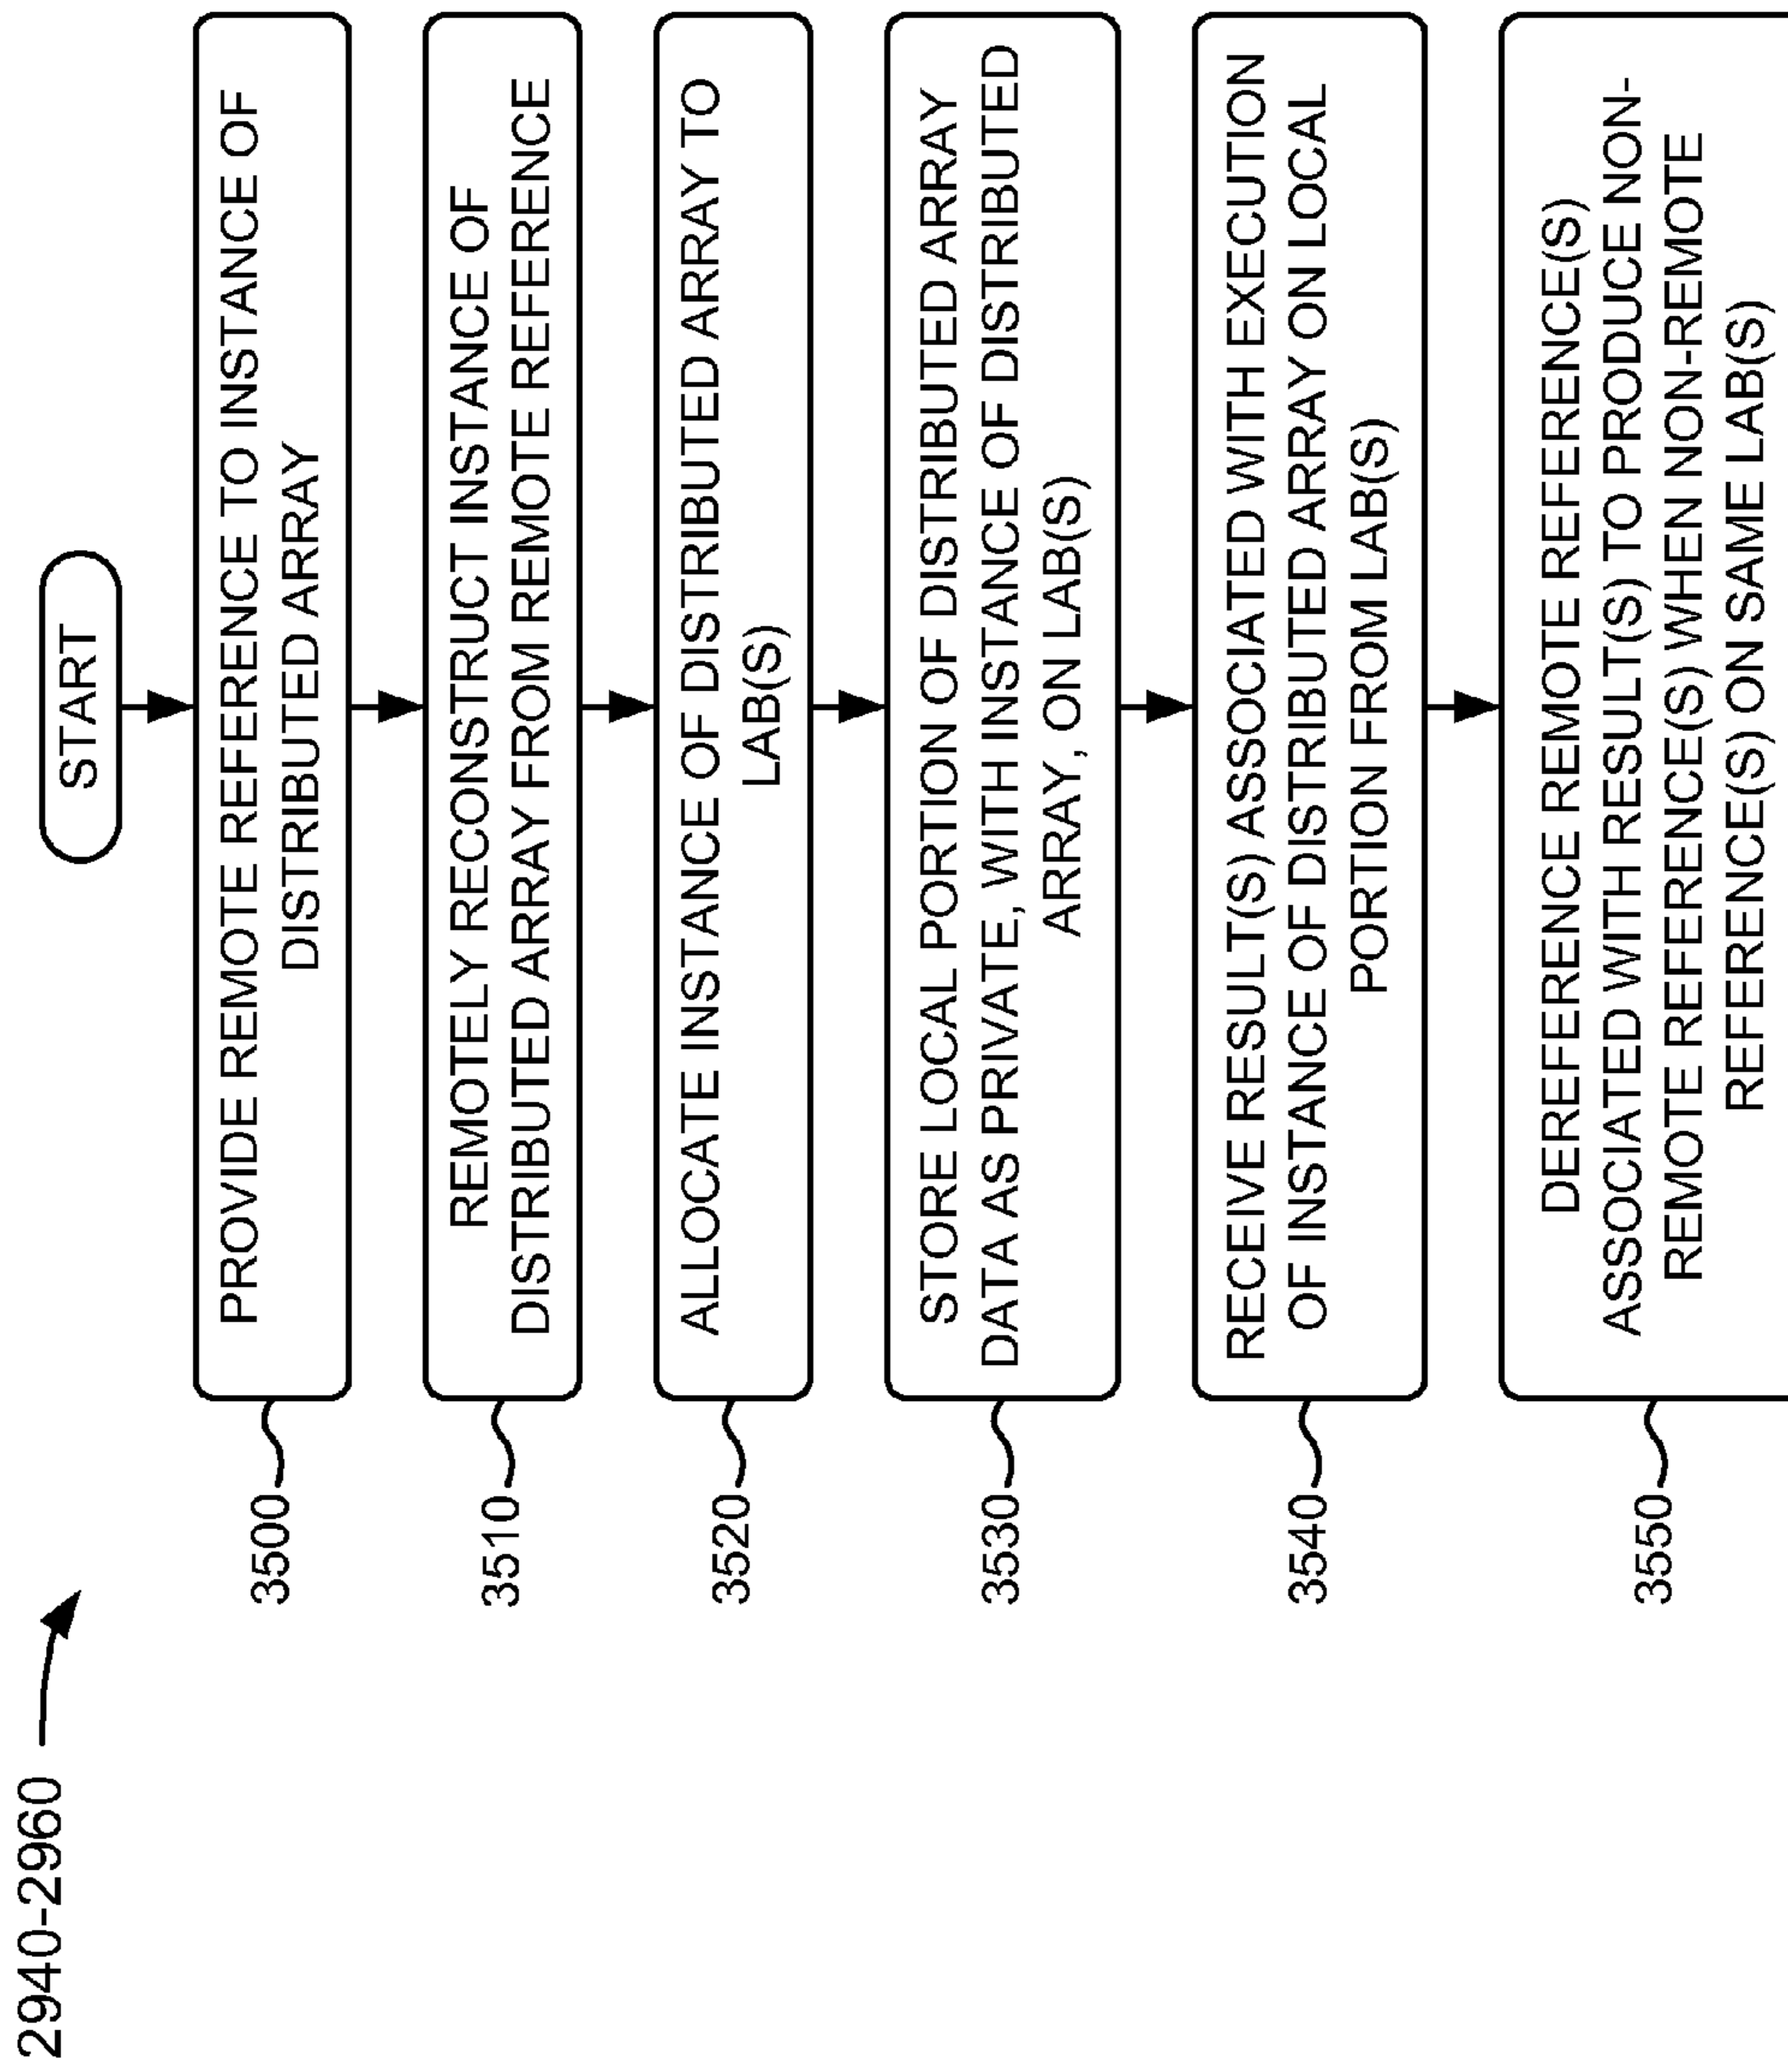 2940-2960
START
3500
PROVIDE REMOTE REFERENCE TO INSTANCE OF
DISTRIBUTED ARRAY
3510
REMOTELY RECONSTRUCT INSTANCE OF
DISTRIBUTED ARRAY FROM REMOTE REFERENCE
3520
ALLOCATE INSTANCE OF DISTRIBUTED ARRAY TO
LAB(S)
3530
STORE LOCAL PORTION OF DISTRIBUTED ARRAY
DATA AS PRIVATE, WITH INSTANCE OF DISTRIBUTED
ARRAY, ON LAB(S)
3540
RECEIVE RESULT(S) ASSOCIATED WITH EXECUTION
OF INSTANCE OF DISTRIBUTED ARRAY ON LOCAL
PORTION FROM LAB(S)
3550
DEREFERENCE REMOTE REFERENCE(S)
ASSOCIATED WITH RESULT(S) TO PRODUCE NON-
REMOTE REFERENCE(S) WHEN NON-REMOTE
REFERENCE(S) ON SAME LAB(S)